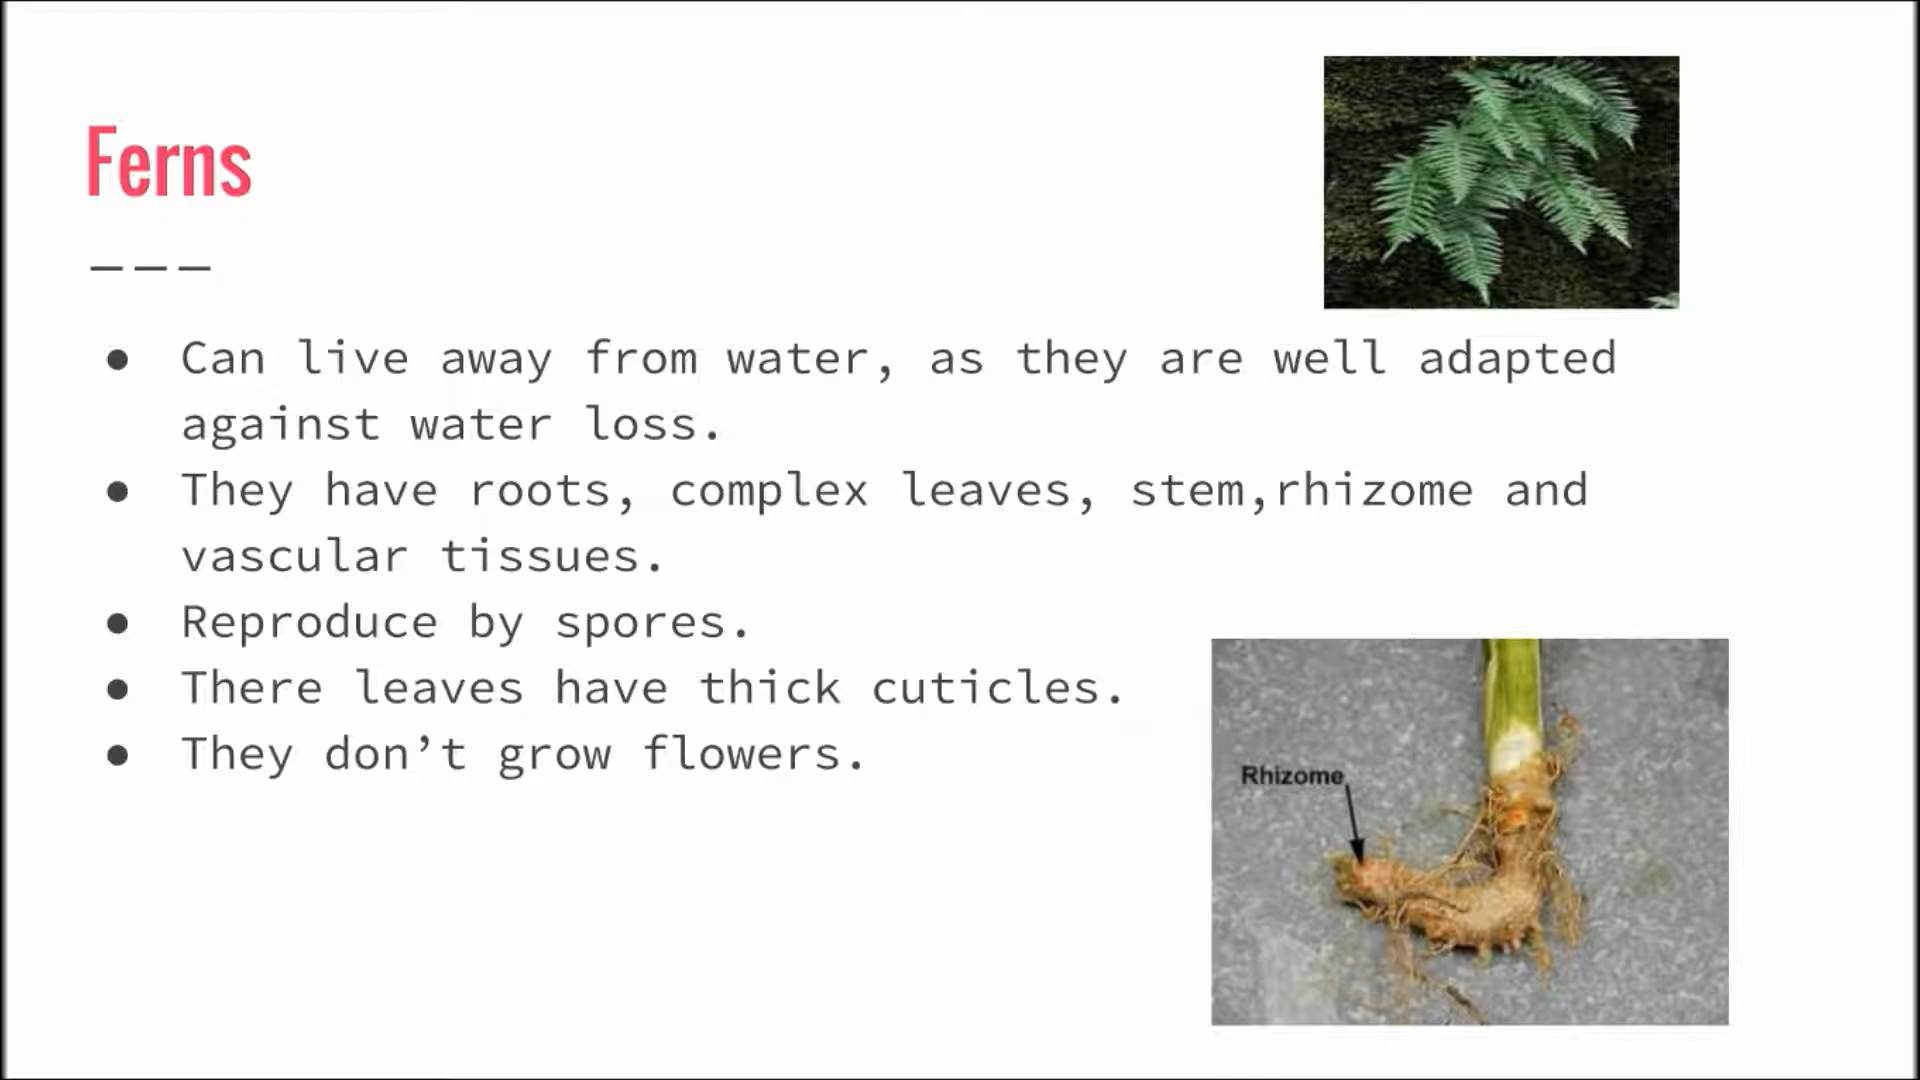 Ferns
● Can live away from water, as they are well adapted
against water loss.
● They have roots, complex leaves, stem,rhizome and
vascular tissues.
● Reproduce by spores.
● There leaves have thick cuticles.
● They don’t grow flowers.
Rhizome